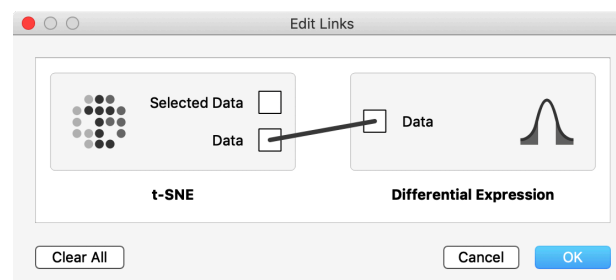 Edit Links
Selected Data
Data
Data
t-SNE
Differential Expression
Clear All
Cancel
OK